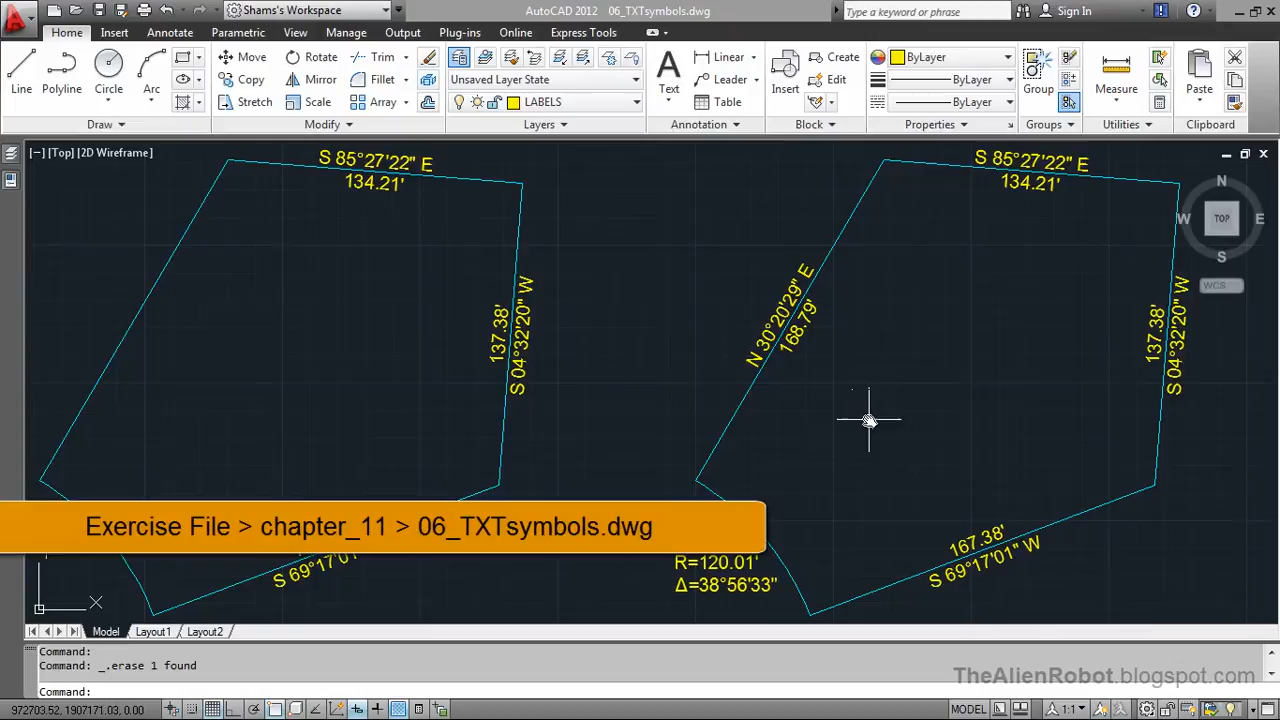 Shams's Workspace
AutoCAD 2012 06_TXTsymbols.dwg
Type a keyword or phrase
Sign In
Home Insert Annotate Parametric View Manage Output Plug-ins Online Express Tools
Line
Polyline
Circle
Arc
Move
Copy
Stretch
Rotate
Mirror
Scale
Trim
Fillet
Array
Unsaved Layer State
LABELS
Text
Linear
Leader
Table
Insert
Create
Edit
ByLayer
ByLayer
ByLayer
Group
Measure
Paste
Draw
Modify
Layers
Annotation
Block
Properties
Groups
Utilities
Clipboard
[−] [Top] [2D Wireframe]
S 85°27'22" E
134.21'
137.38'
S 04°32'20" W
S 69°17'01"
S 85°27'22" E
134.21'
N 30°20'29" E
168.79'
137.38'
S 04°32'20" W
167.38'
S 69°17'01" W
R=120.01'
Δ=38°56'33"
N
W
TOP
E
S
WCS
Exercise File > chapter_11 > 06_TXTsymbols.dwg
X
Model Layout1 Layout2
Command:
Command: _.erase 1 found
Command:
TheAlienRobot.blogspot.com
972703.52, 1907171.03, 0.00
MODEL
1:1